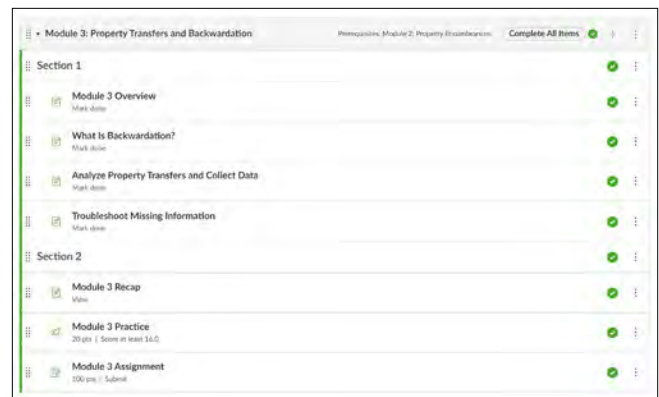 Module 3: Property Transfers and Backwardation
Prerequisites: Module 2: Property Encumbrances
Complete All Items
Section 1
Module 3 Overview
Mark done
What Is Backwardation?
Mark done
Analyze Property Transfers and Collect Data
Mark done
Troubleshoot Missing Information
Mark done
Section 2
Module 3 Recap
View
Module 3 Practice
20 pts | Score at least 16.0
Module 3 Assignment
100 pts | Submit